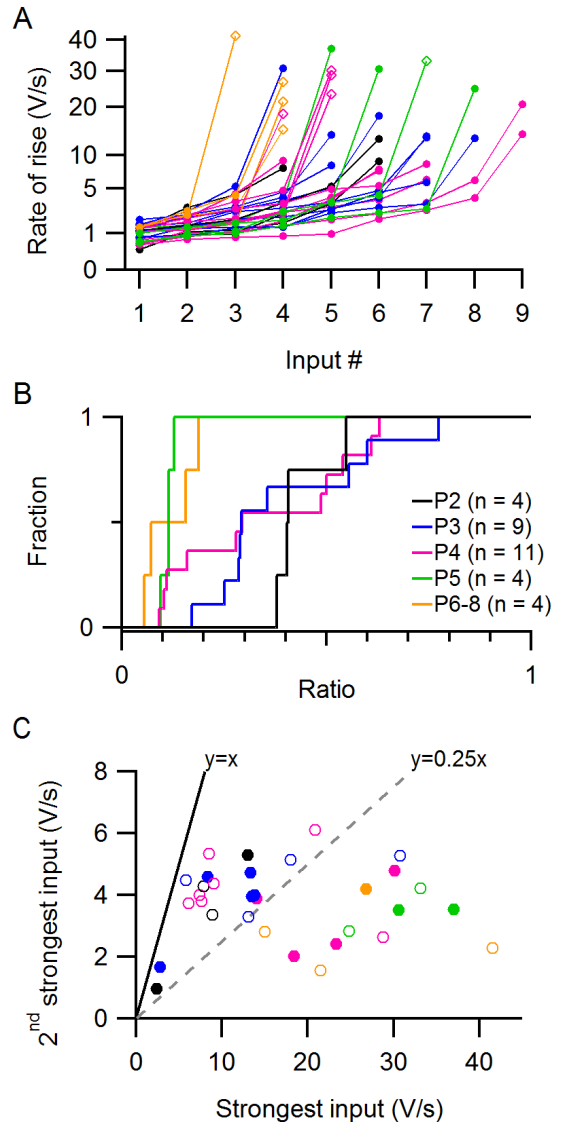 A
Rate of rise (V/s)
40
30
20
10
5
1
0
1 2 3 4 5 6 7 8 9
Input #
B
Fraction
1
0
P2 (n = 4)
P3 (n = 9)
P4 (n = 11)
P5 (n = 4)
P6-8 (n = 4)
0 1
Ratio
C
2nd strongest input (V/s)
y=x
y=0.25x
8
6
4
2
0
0 10 20 30 40
Strongest input (V/s)